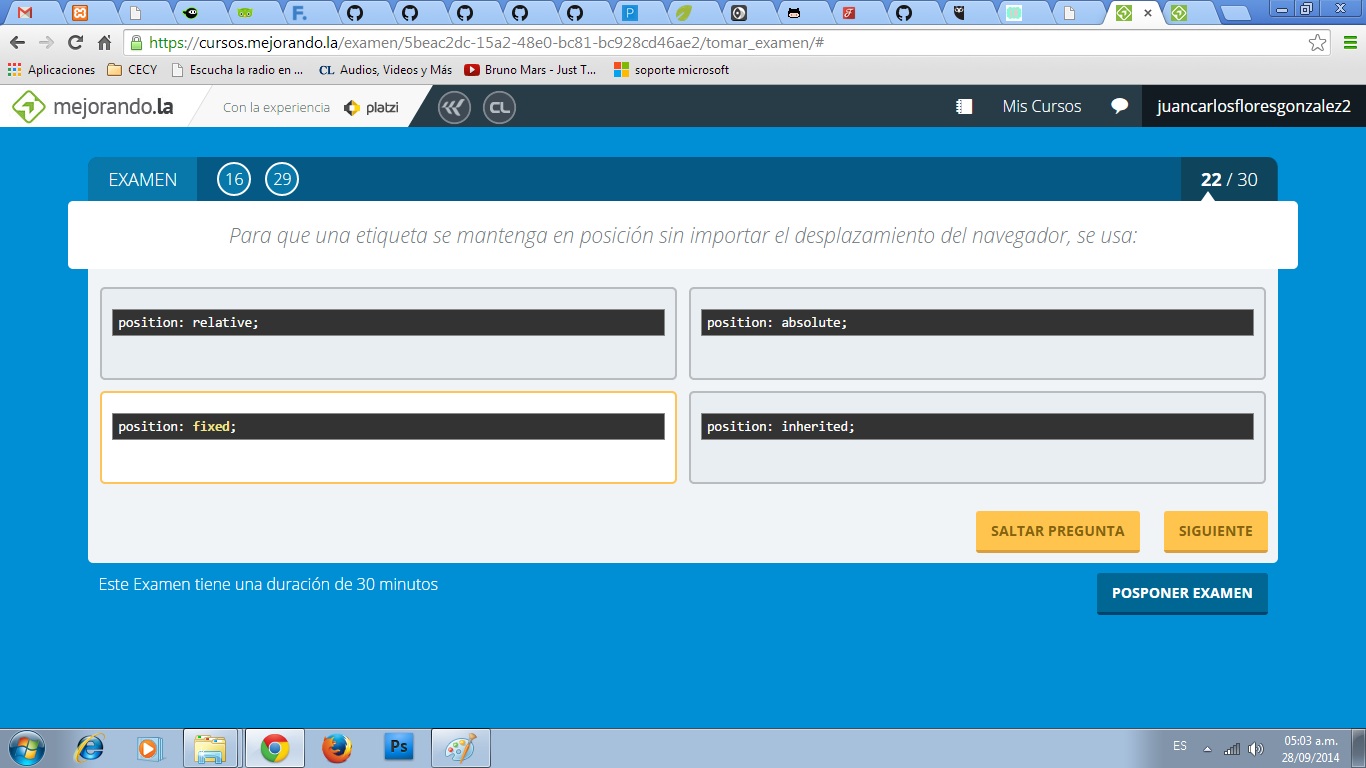 https://cursos.mejorando.la/examen/5beac2dc-15a2-48e0-bc81-bc928cd46ae2/tomar_examen/#
Aplicaciones CECY Escucha la radio en ... CL Audios, Videos y Más Bruno Mars - Just T... soporte microsoft
mejorando.la Con la experiencia platzi CL Mis Cursos juancarlosfloresgonzalez2
EXAMEN 16 29 22 / 30
Para que una etiqueta se mantenga en posición sin importar el desplazamiento del navegador, se usa:
position: relative; position: absolute;
position: fixed; position: inherited;
SALTAR PREGUNTA SIGUIENTE
Este Examen tiene una duración de 30 minutos
POSPONER EXAMEN
Ps ES 05:03 a.m.
28/09/2014